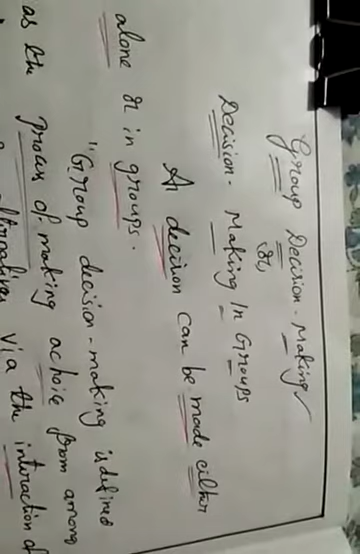 Group Decision-Making
or,
Decision-Making In Groups
A decision can be made either
alone or in groups.
"Group decision-making is defined
as the process of making a choice from among
alternatives via the interaction of